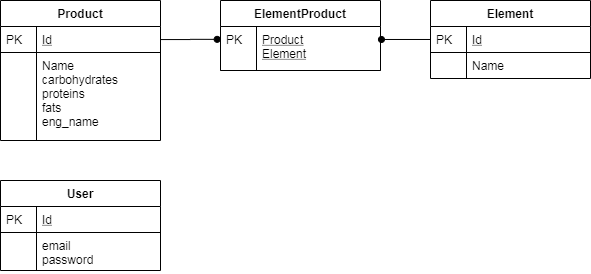 Product
PK Id
Name
carbohydrates
proteins
fats
eng_name
ElementProduct
PK Product
Element
Element
PK Id
Name
User
PK Id
email
password